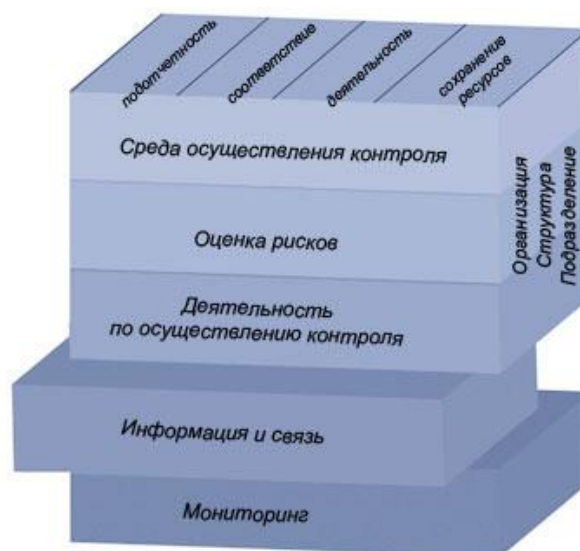 подотчетность
соответствие
деятельность
сохранение
ресурсов
Среда осуществления контроля
Оценка рисков
Деятельность
по осуществлению контроля
Информация и связь
Мониторинг
Организация
Структура
Подразделение